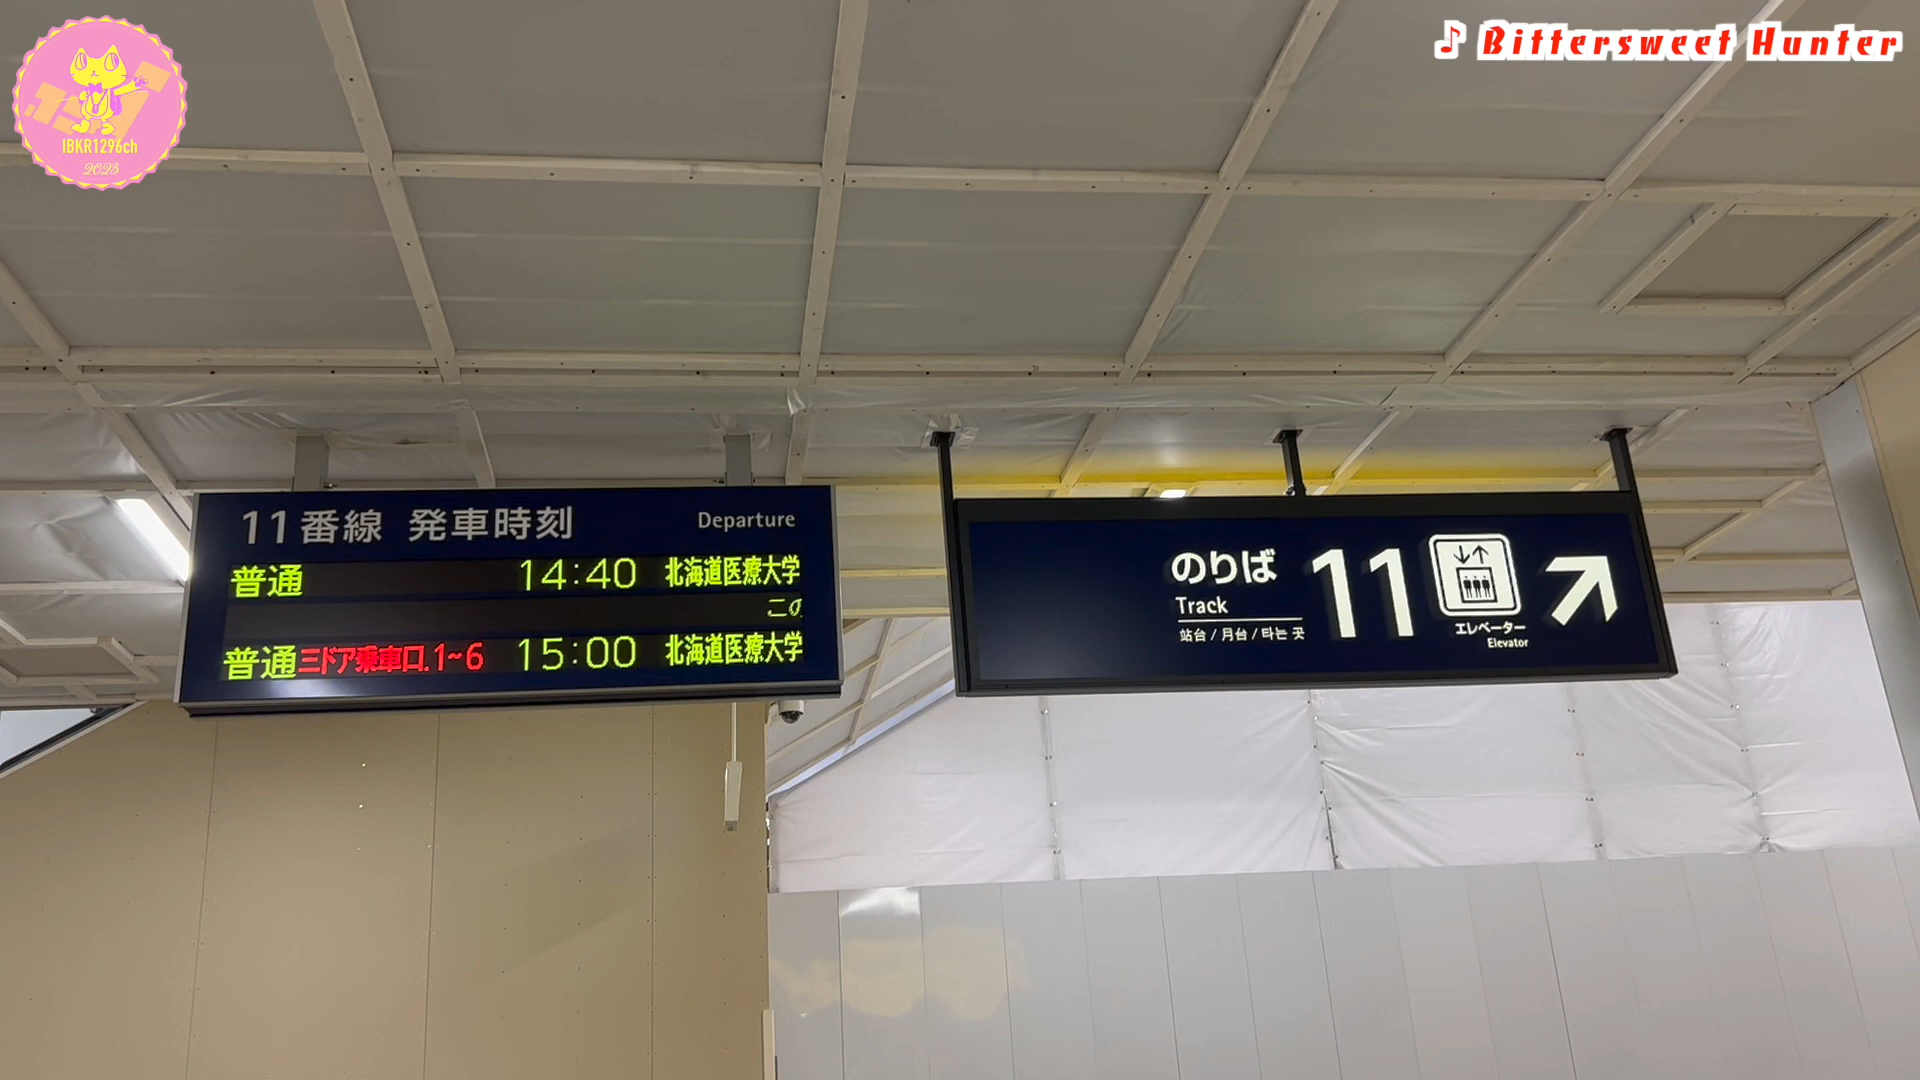 ♪ Bittersweet Hunter
IBKR1296ch
2023
11番線 発車時刻 Departure
普通 14:40 北海道医療大学
この
普通 三ドア乗車口.1~6 15:00 北海道医療大学
のりば 11
Track
站台 / 月台 / 타는 곳
エレベーター
Elevator